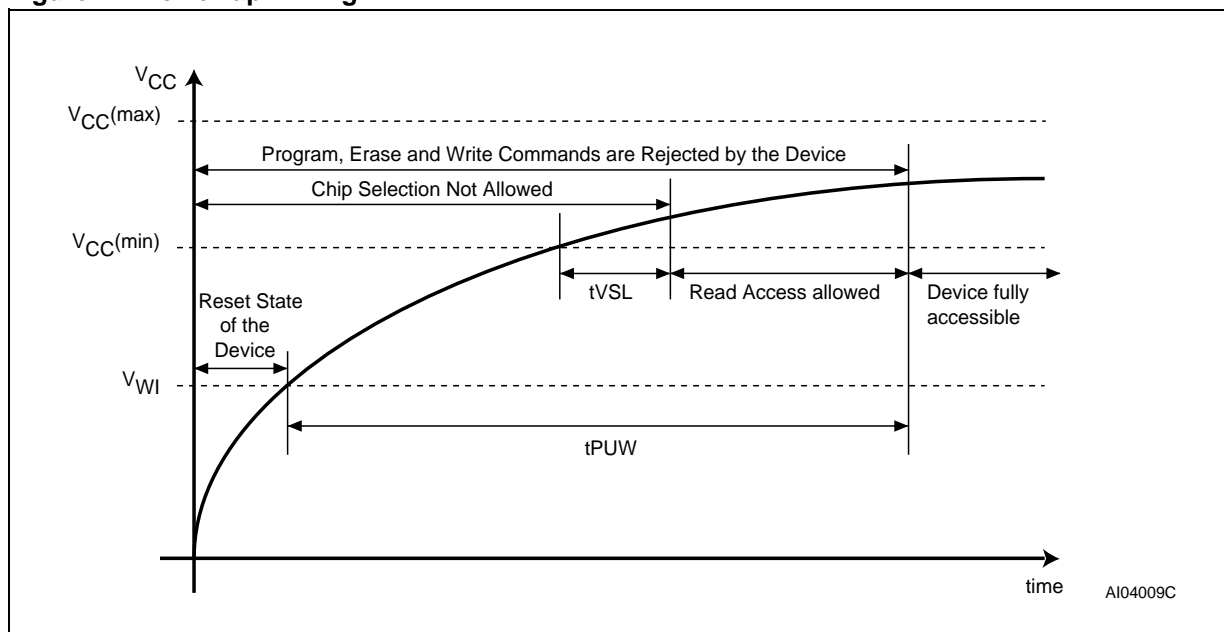 VCC
VCC(max)
Program, Erase and Write Commands are Rejected by the Device
Chip Selection Not Allowed
VCC(min)
tVSL
Read Access allowed
Device fully
accessible
Reset State
of the
Device
VWI
tPUW
time
AI04009C